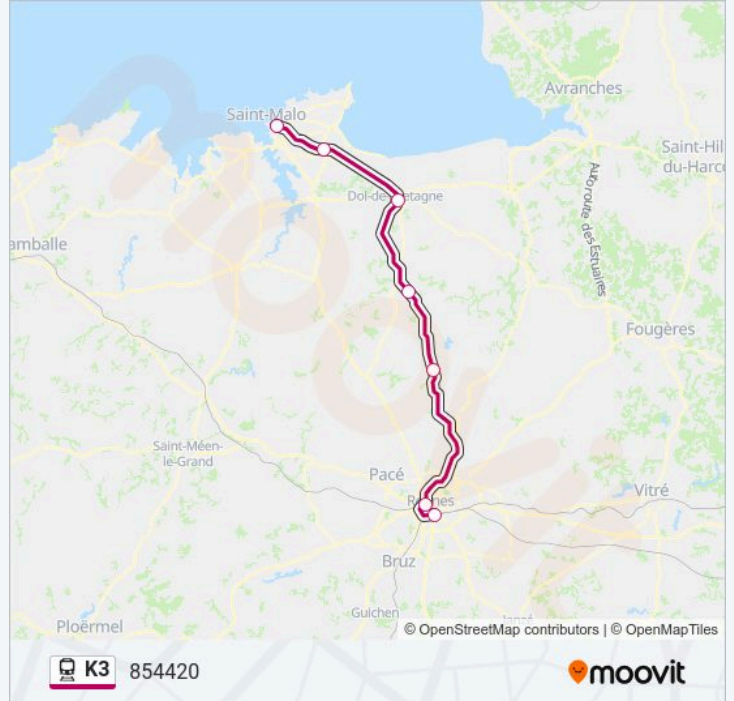 Avranches
Saint-Malo
Saint-Hil
du-Harco
Autoroute des Estuaires
Dol-de-Bretagne
amballe
Fougères
Saint-Méen-
le-Grand
Pacé
Vitré
Rennes
Bruz
Guichen
Ploërmel
© OpenStreetMap contributors | © OpenMapTiles
K3 854420
moovit